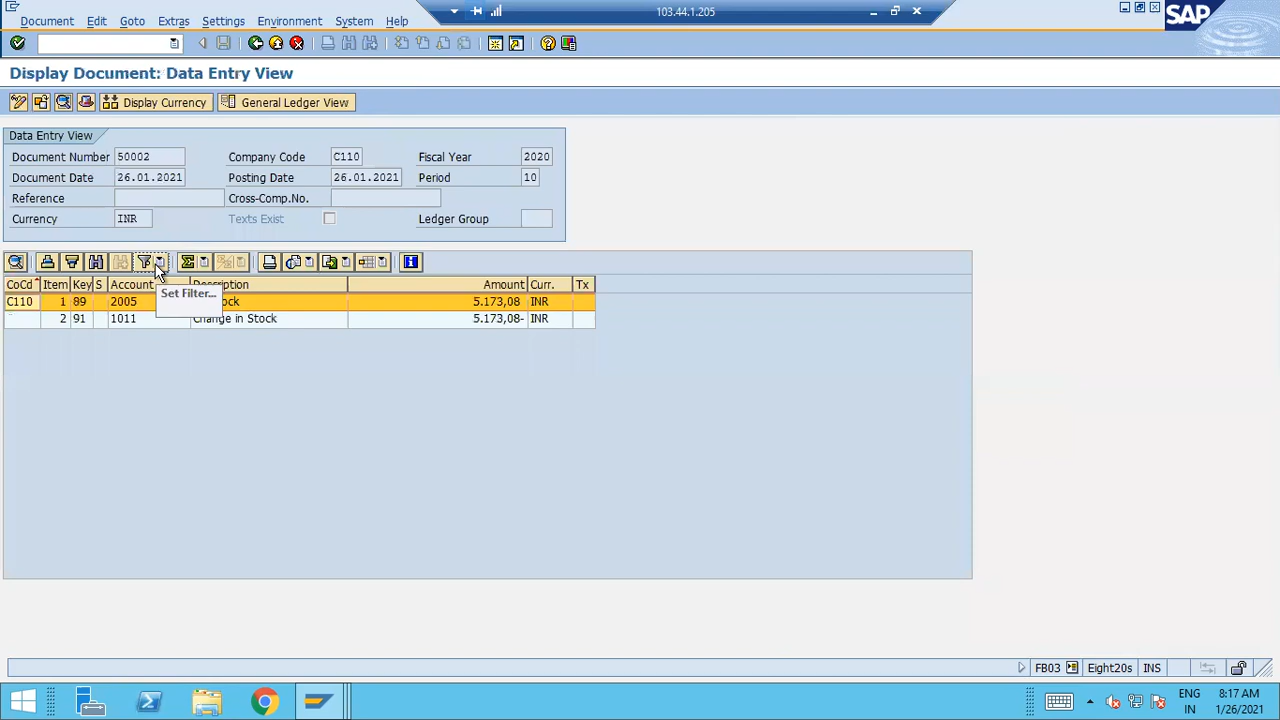 103.44.1.205
Document Edit Goto Extras Settings Environment System Help
SAP
Display Document: Data Entry View
Display Currency General Ledger View
Data Entry View
Document Number 50002 Company Code C110 Fiscal Year 2020
Document Date 26.01.2021 Posting Date 26.01.2021 Period 10
Reference Cross-Comp.No.
Currency INR Texts Exist Ledger Group
CoCd Item Key S Account Description Amount Curr. Tx
C110 1 89 2005 5.173,08 INR
2 91 1011 Change in Stock 5.173,08- INR
Set Filter...
FB03 Eight20s INS
ENG 8:17 AM
IN 1/26/2021